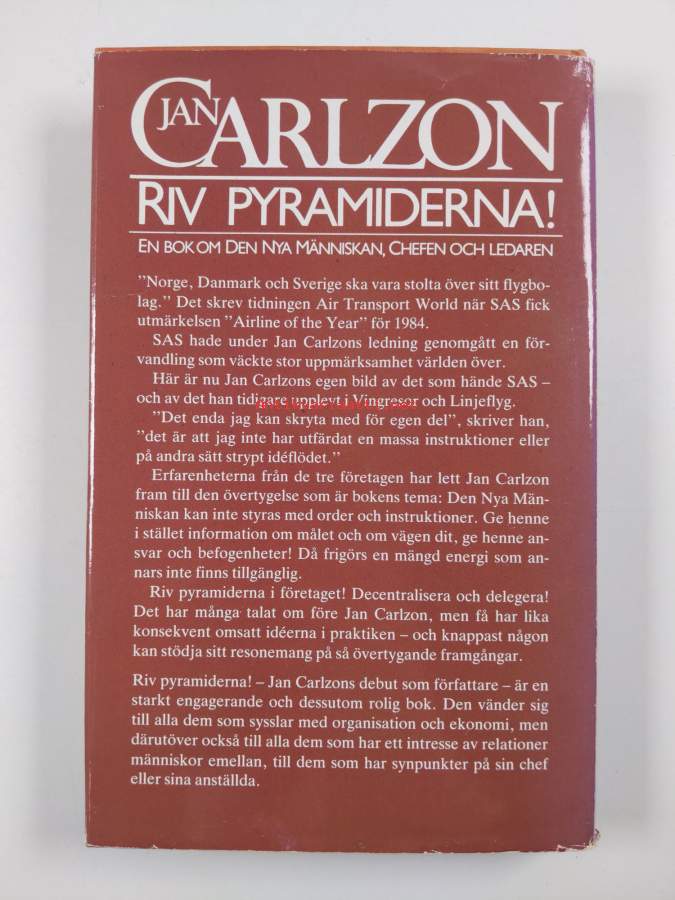 JAN
CARLZON
RIV PYRAMIDERNA!
EN BOK OM DEN NYA MÄNNISKAN, CHEFEN OCH LEDAREN
”Norge, Danmark och Sverige ska vara stolta över sitt flygbo-
lag.” Det skrev tidningen Air Transport World när SAS fick
utmärkelsen ”Airline of the Year” för 1984.
SAS hade under Jan Carlzons ledning genomgått en för-
vandling som väckte stor uppmärksamhet världen över.
Här är nu Jan Carlzons egen bild av det som hände SAS –
och av det han tidigare upplevt i Vingresor och Linjeflyg.
”Det enda jag kan skryta med för egen del”, skriver han,
”det är att jag inte har utfärdat en massa instruktioner eller
på andra sätt strypt idéflödet.”
Erfarenheterna från de tre företagen har lett Jan Carlzon
fram till den övertygelse som är bokens tema: Den Nya Män-
niskan kan inte styras med order och instruktioner. Ge henne
i stället information om målet och om vägen dit, ge henne an-
svar och befogenheter! Då frigörs en mängd energi som an-
nars inte finns tillgänglig.
Riv pyramiderna i företaget! Decentralisera och delegera!
Det har många talat om före Jan Carlzon, men få har lika
konsekvent omsatt idéerna i praktiken – och knappast någon
kan stödja sitt resonemang på så övertygande framgångar.
Riv pyramiderna! – Jan Carlzons debut som författare – är en
starkt engagerande och dessutom rolig bok. Den vänder sig
till alla dem som sysslar med organisation och ekonomi, men
därutöver också till alla dem som har ett intresse av relationer
människor emellan, till dem som har synpunkter på sin chef
eller sina anställda.